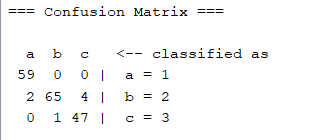 === Confusion Matrix ===
a b c <-- classified as
59 0 0 | a = 1
2 65 4 | b = 2
0 1 47 | c = 3